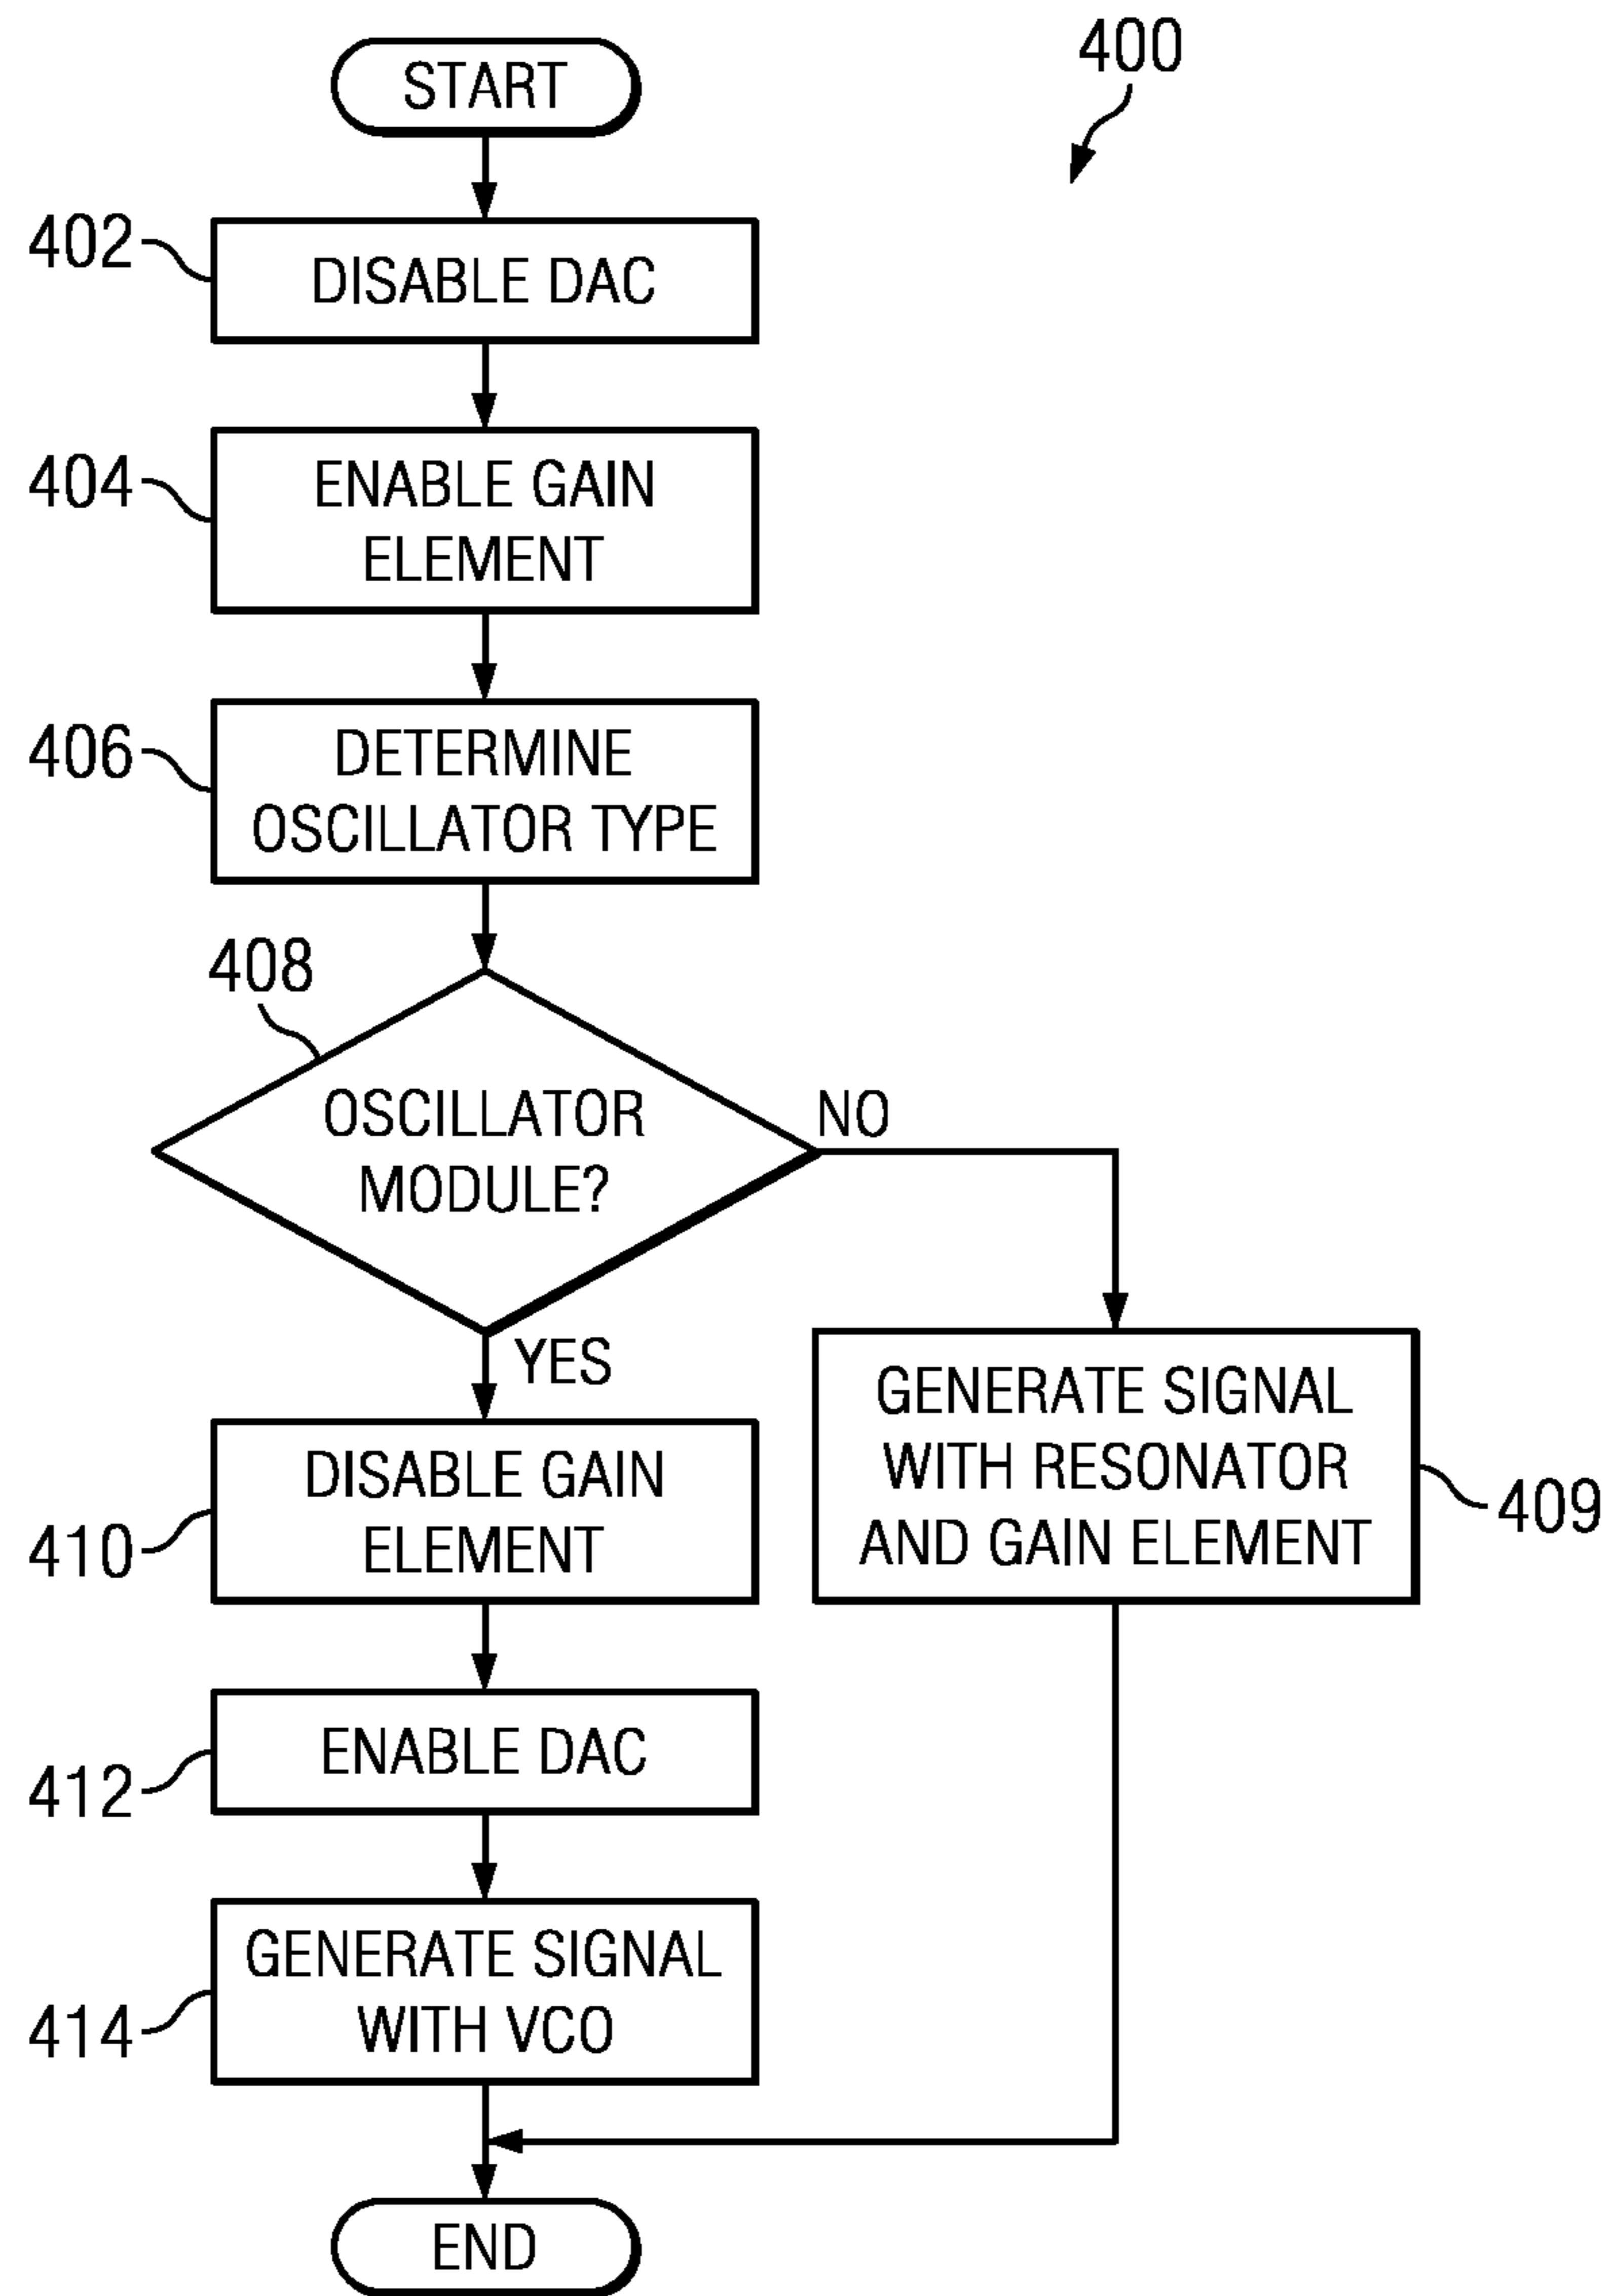 400
START
402
DISABLE DAC
404
ENABLE GAIN
ELEMENT
406
DETERMINE
OSCILLATOR TYPE
408
OSCILLATOR
MODULE?
NO
YES
409
GENERATE SIGNAL
WITH RESONATOR
AND GAIN ELEMENT
410
DISABLE GAIN
ELEMENT
412
ENABLE DAC
414
GENERATE SIGNAL
WITH VCO
END